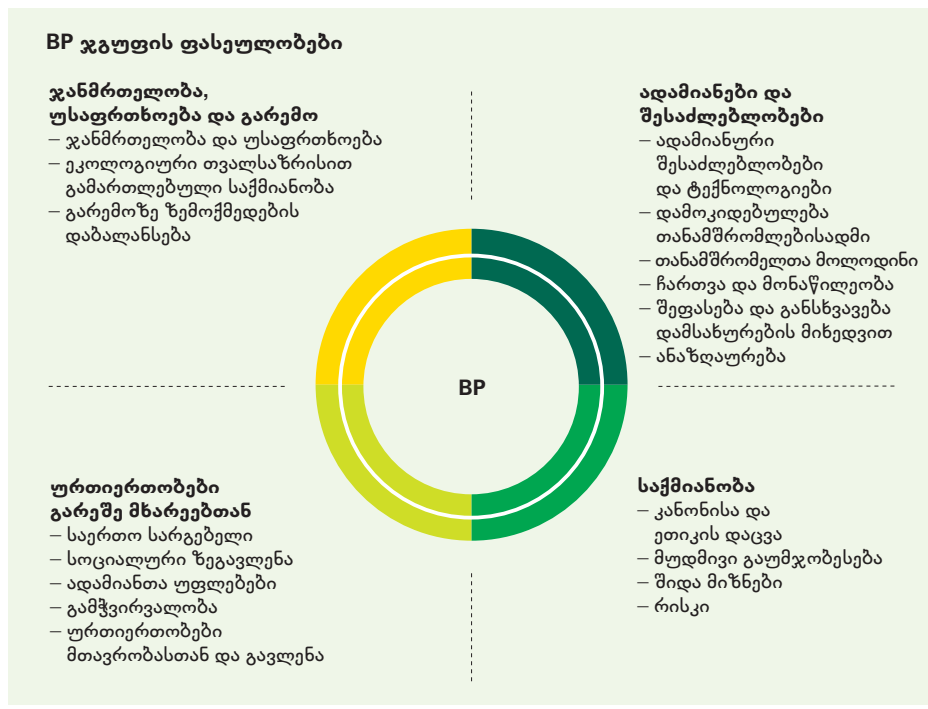 BP ჯგუფის ფასეულობები
ჯანმრთელობა,
უსაფრთხოება და გარემო
– ჯანმრთელობა და უსაფრთხოება
– ეკოლოგიური თვალსაზრისით
გამართლებული საქმიანობა
– გარემოზე ზემოქმედების
დაბალანსება
ადამიანები და
შესაძლებლობები
– ადამიანური
შესაძლებლობები
და ტექნოლოგიები
– დამოკიდებულება
თანამშრომლებისადმი
– თანამშრომელთა მოლოდინი
– ჩართვა და მონაწილეობა
– შეფასება და განსხვავება
დამსახურების მიხედვით
– ანაზღაურება
BP
ურთიერთობები
გარეშე მხარეებთან
– საერთო სარგებელი
– სოციალური ზეგავლენა
– ადამიანთა უფლებები
– გამჭვირვალობა
– ურთიერთობები
მთავრობასთან და გავლენა
საქმიანობა
– კანონისა და
ეთიკის დაცვა
– მუდმივი გაუმჯობესება
– შიდა მიზნები
– რისკი